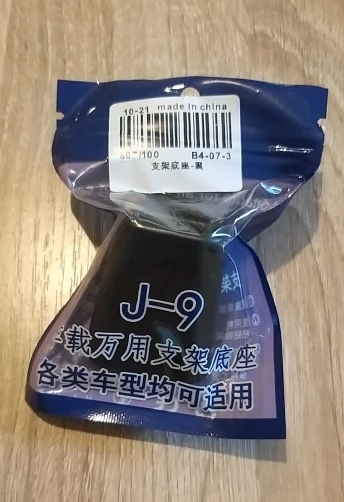 10-21 made in china
B4-07-3
支架底座-黑
J-9
车载万用支架底座
各类车型均可适用